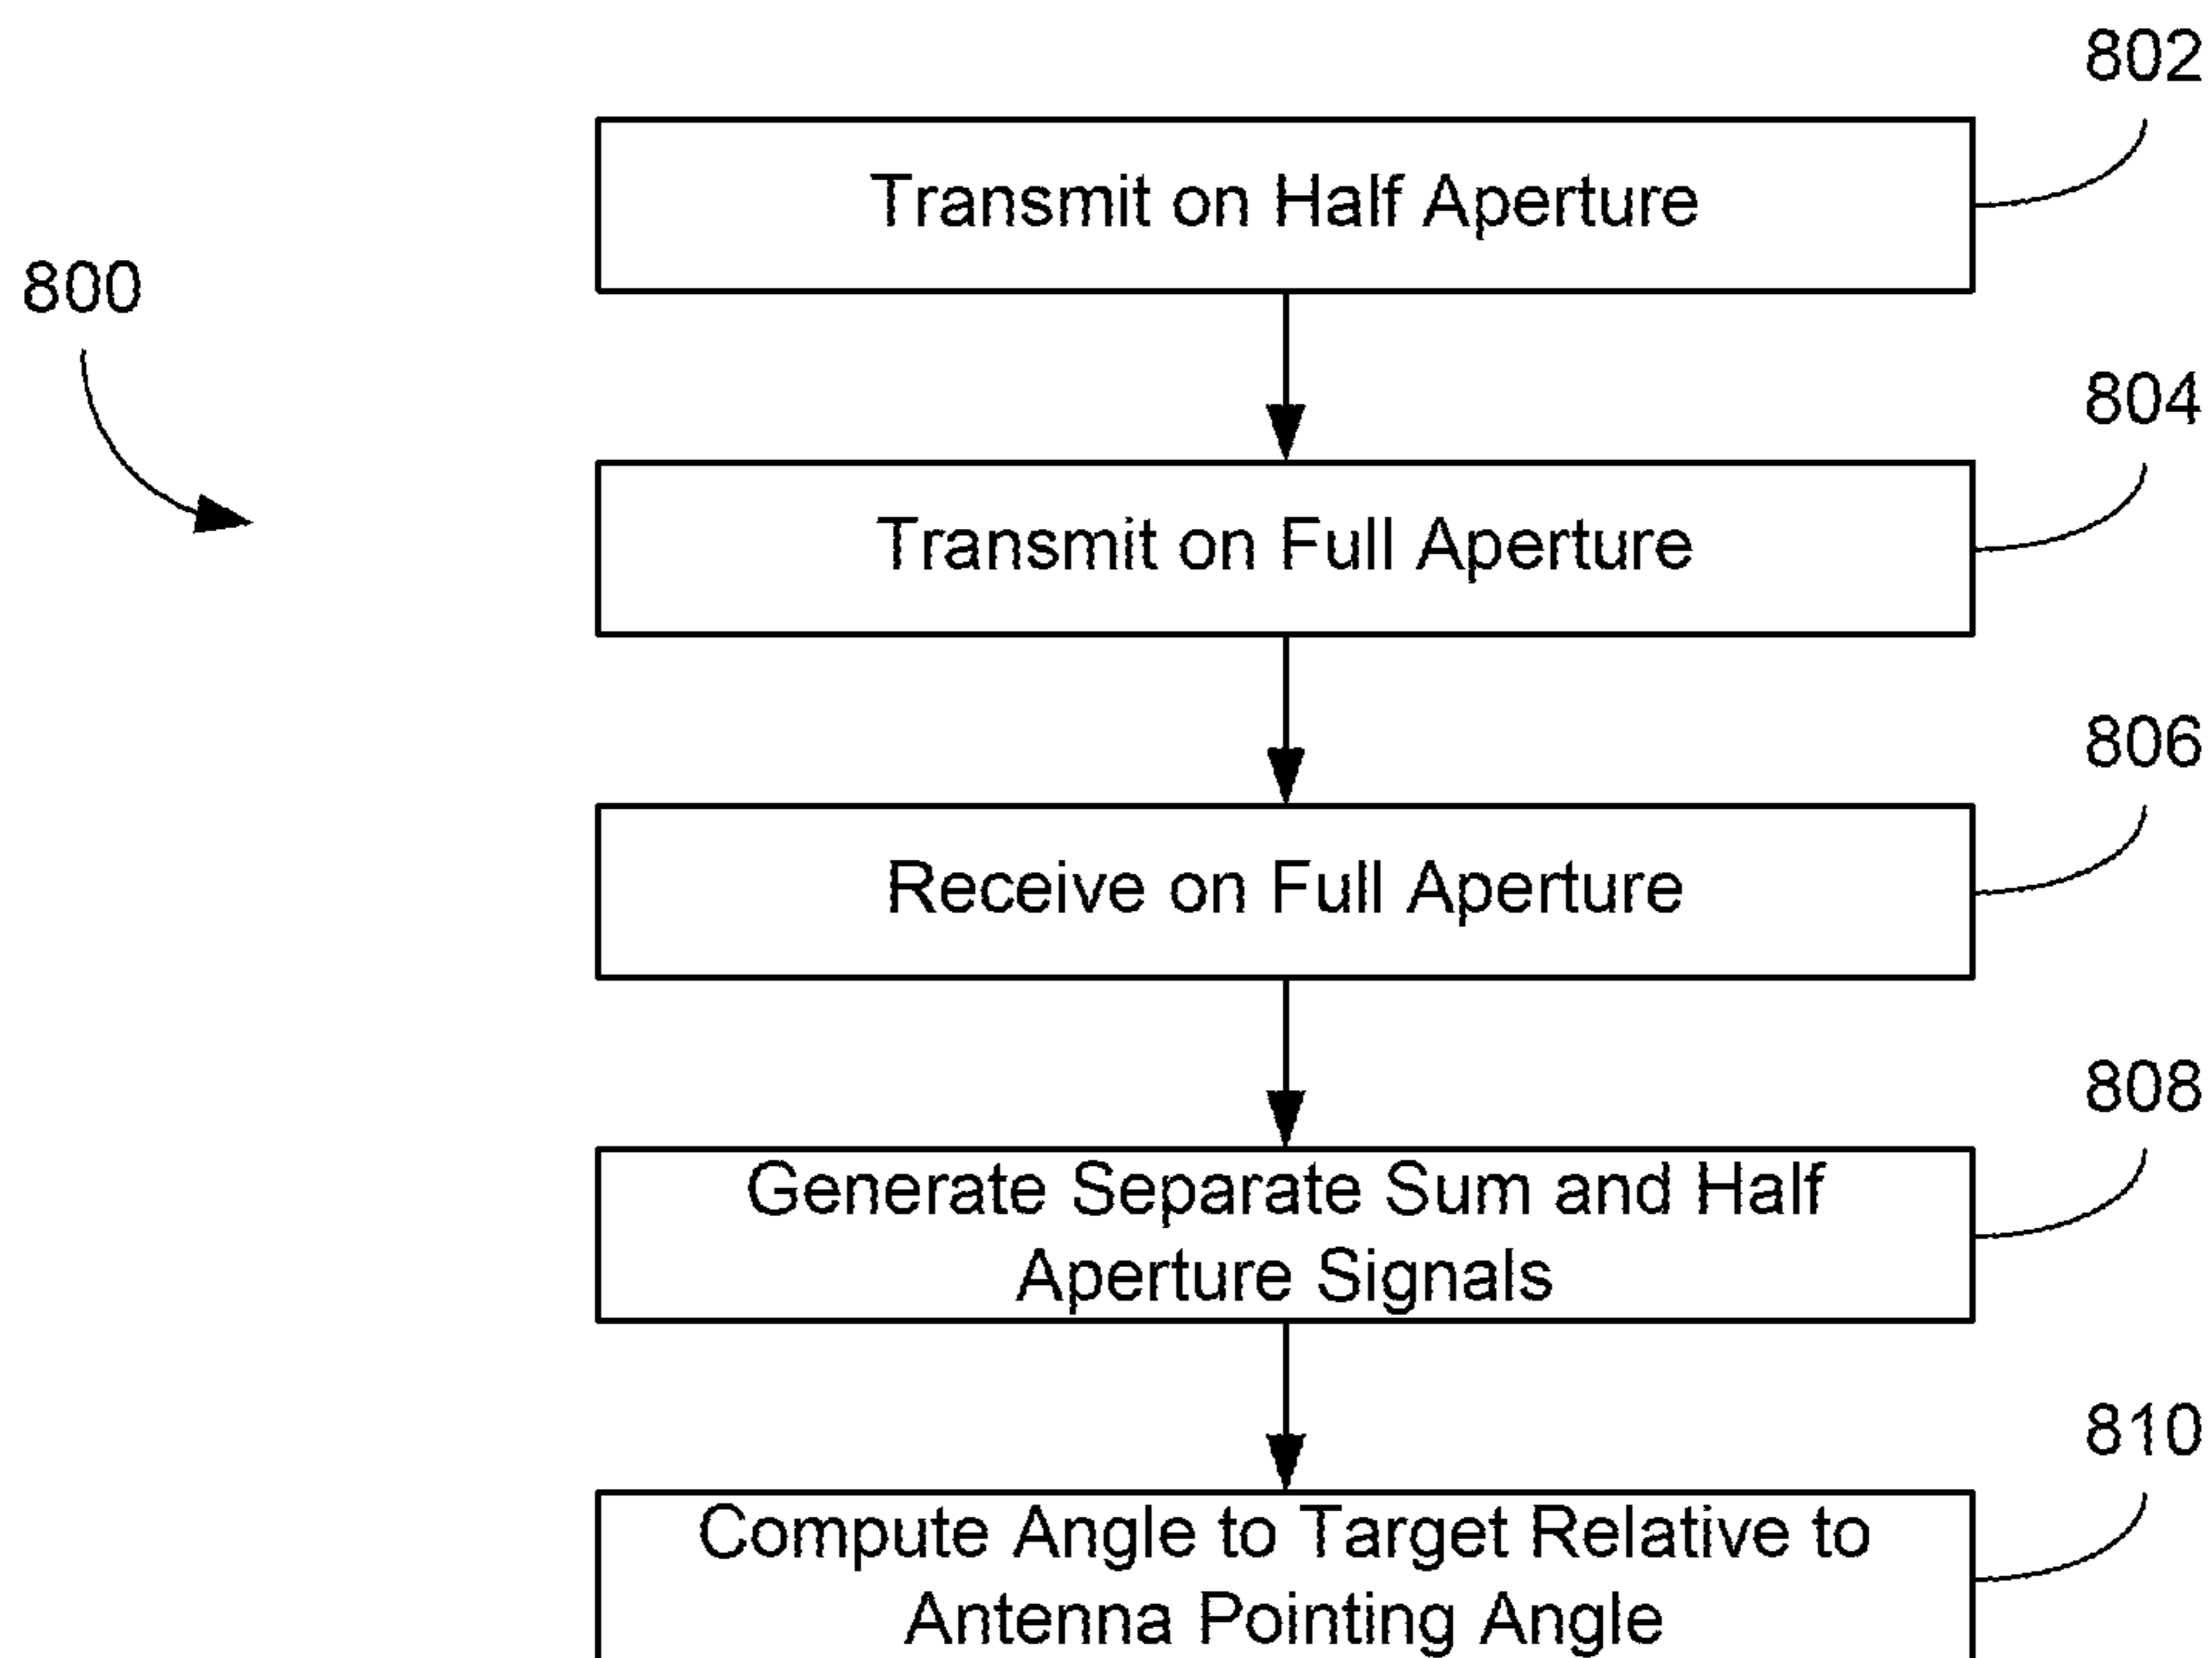 802
Transmit on Half Aperture
800
804
Transmit on Full Aperture
806
Receive on Full Aperture
808
Generate Separate Sum and Half
Aperture Signals
810
Compute Angle to Target Relative to
Antenna Pointing Angle